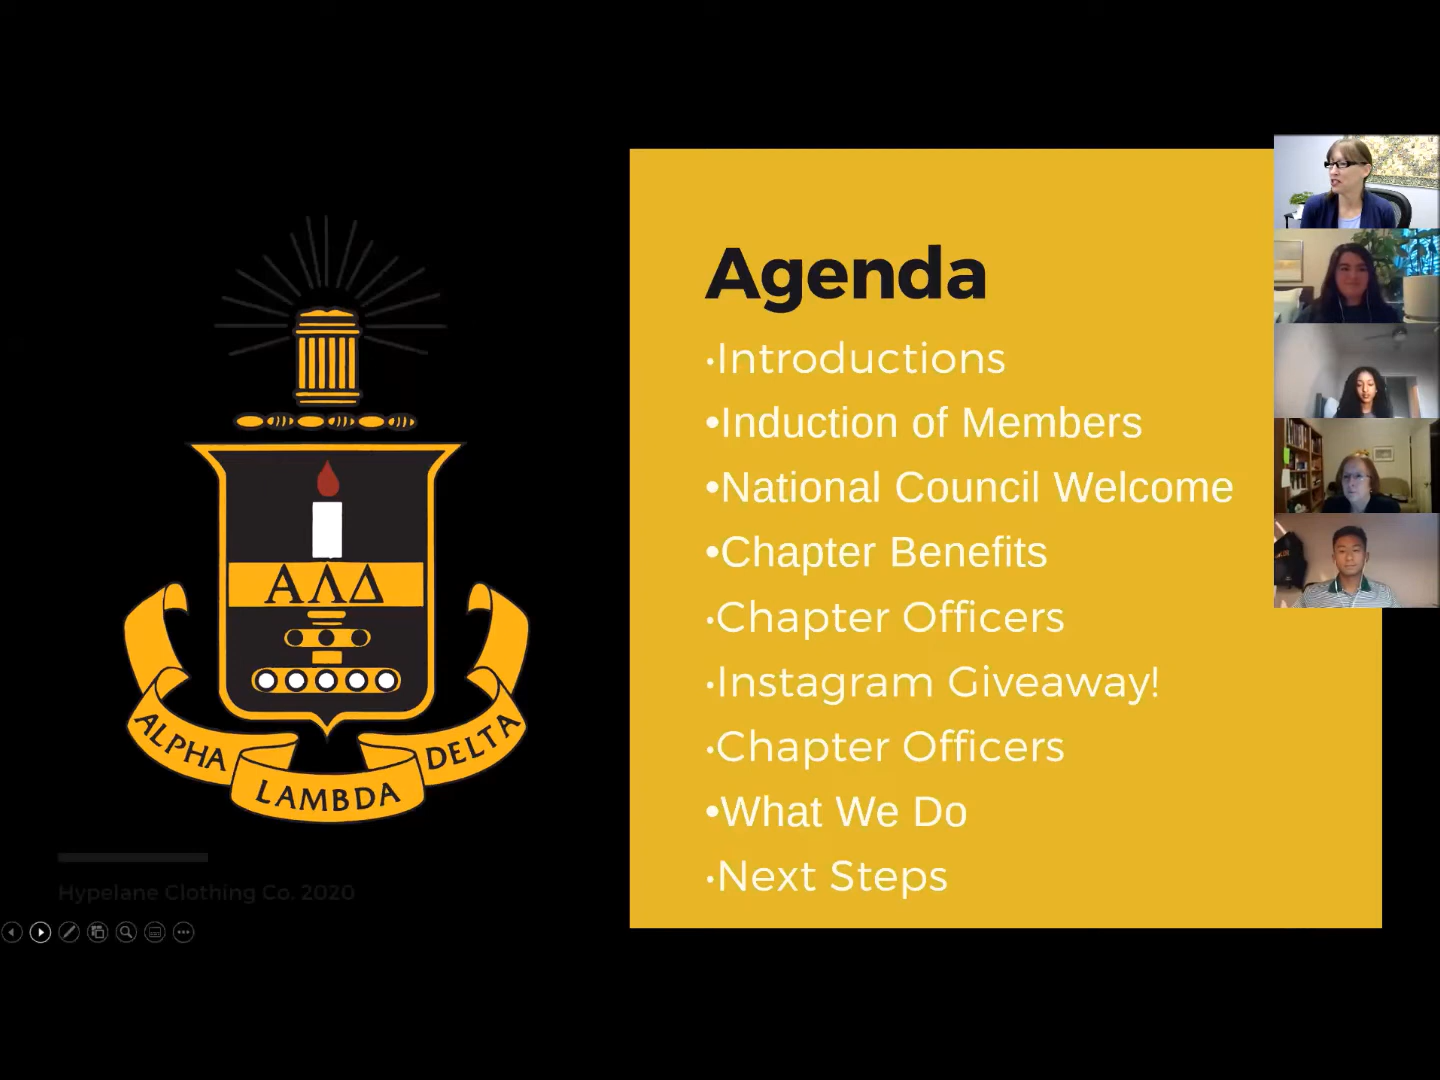 Agenda
·Introductions
•Induction of Members
•National Council Welcome
•Chapter Benefits
·Chapter Officers
·Instagram Giveaway!
·Chapter Officers
•What We Do
·Next Steps
ΑΛΔ
ALPHA
LAMBDA
DELTA
Hypelane Clothing Co. 2020